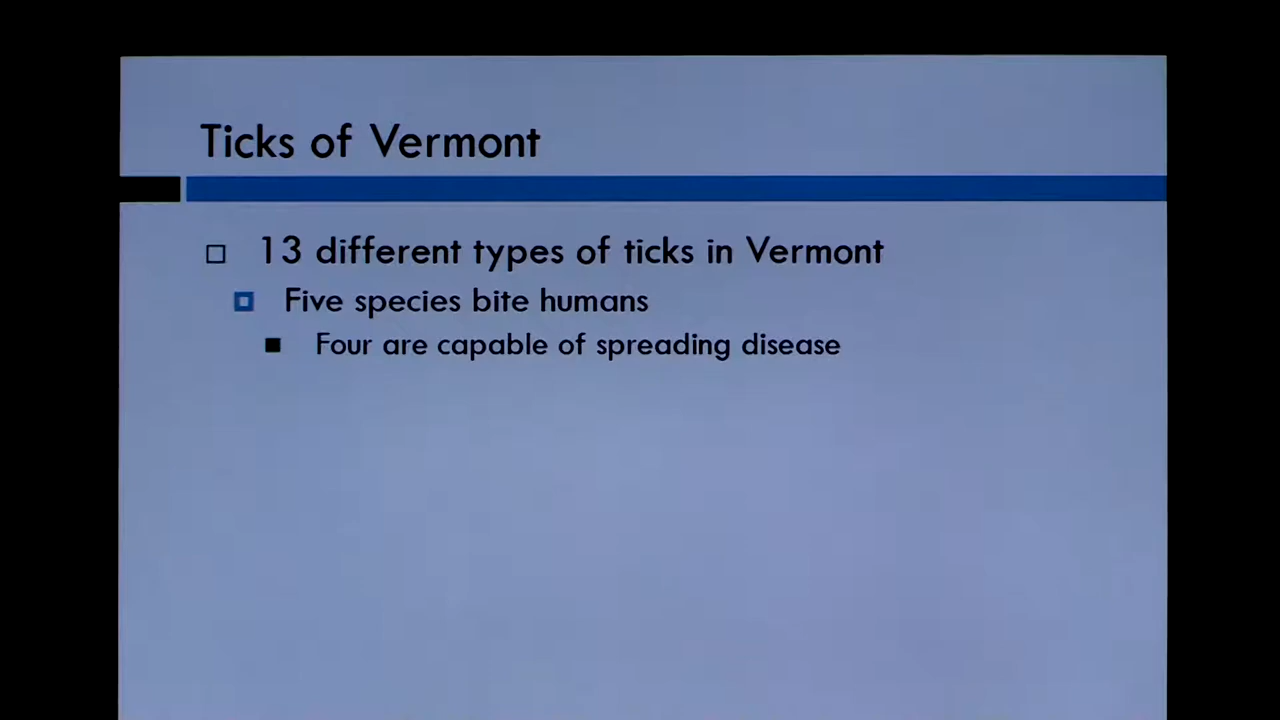 Ticks of Vermont
13 different types of ticks in Vermont
Five species bite humans
Four are capable of spreading disease